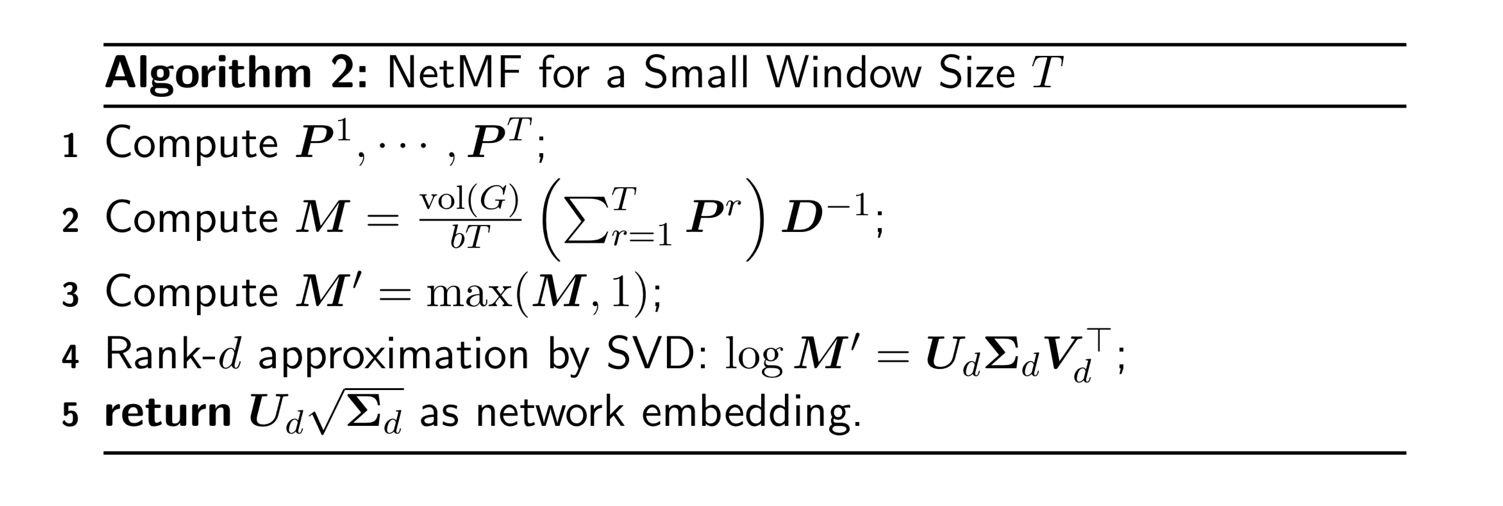 Algorithm 2: NetMF for a Small Window Size T
1 Compute P^1, ··· , P^T;
2 Compute M = \frac{vol(G)}{bT} (∑_{r=1}^{T} P^r) D^{-1};
3 Compute M′ = max(M, 1);
4 Rank-d approximation by SVD: log M′ = U_d Σ_d V_d^⊤;
5 return U_d √Σ_d as network embedding.